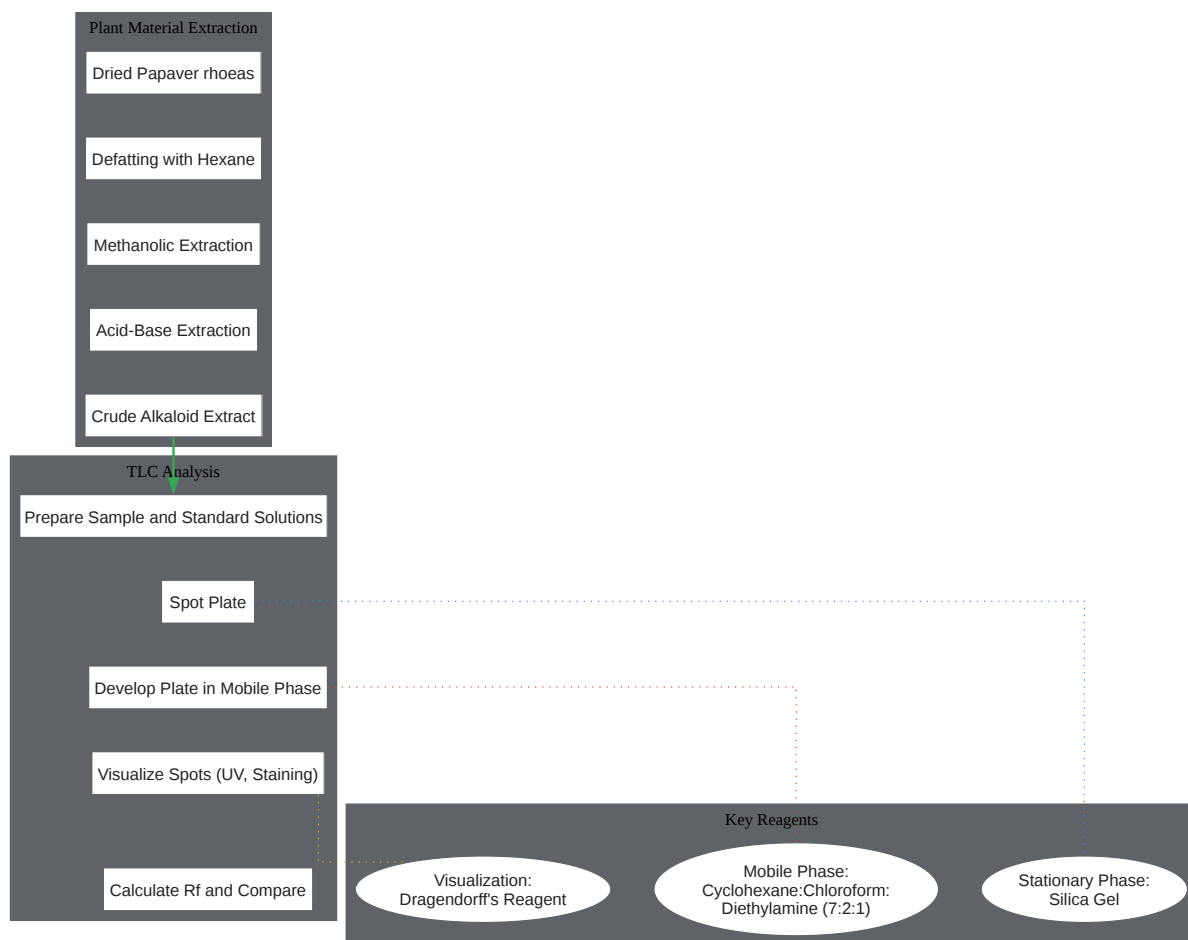 Plant Material Extraction
Dried Papaver rhoeas
Defatting with Hexane
Methanolic Extraction
Acid-Base Extraction
Crude Alkaloid Extract
TLC Analysis
Prepare Sample and Standard Solutions
Spot Plate
Develop Plate in Mobile Phase
Visualize Spots (UV, Staining)
Calculate Rf and Compare
Key Reagents
Visualization:
Dragendorff's Reagent
Mobile Phase:
Cyclohexane:Chloroform:
Diethylamine (7:2:1)
Stationary Phase:
Silica Gel